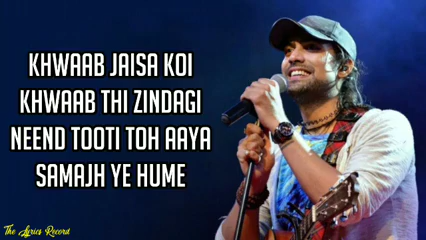 KHWAAB JAISA KOI
KHWAAB THI ZINDAGI
NEEND TOOTI TOH AAYA
SAMAJH YE HUME
The Lyrics Record